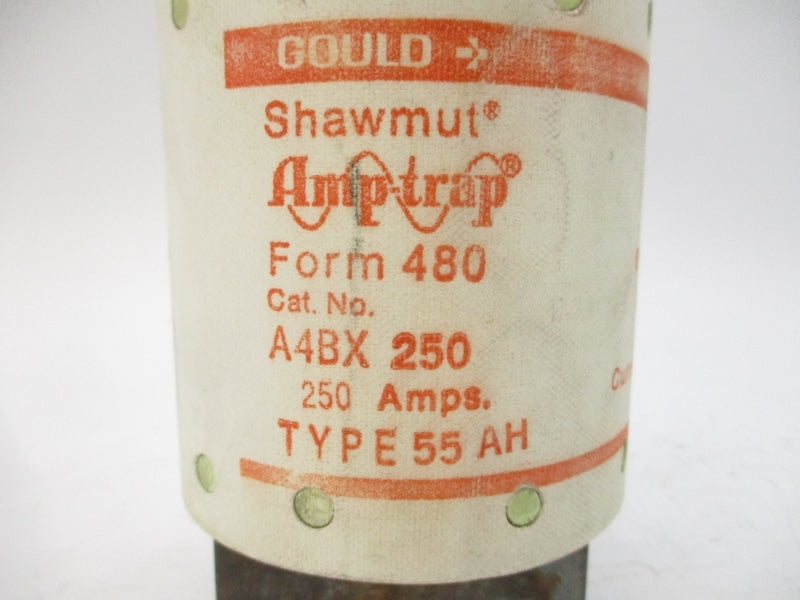 GOULD
Shawmut®
Amp-trap®
Form 480
Cat. No.
A4BX 250
250 Amps.
TYPE 55 AH